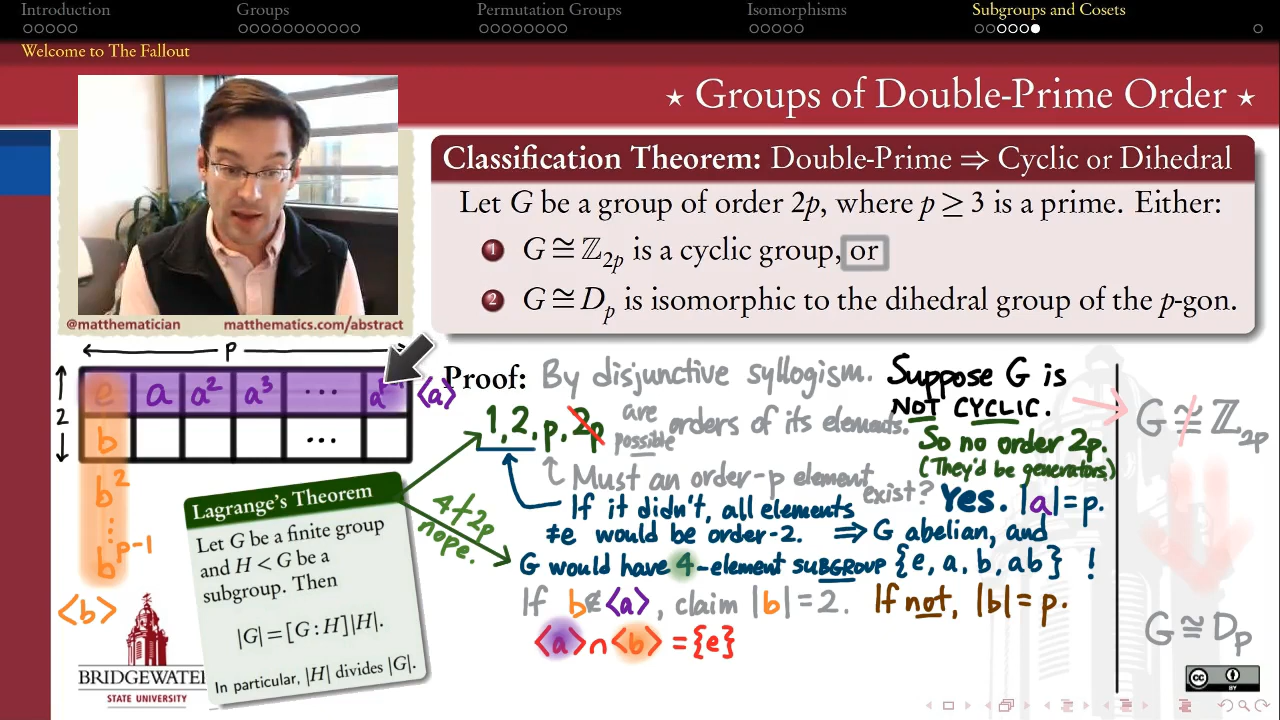 Introduction Groups Permutation Groups Isomorphisms Subgroups and Cosets
Welcome to The Fallout
⋆ Groups of Double-Prime Order ⋆
Classification Theorem: Double-Prime ⇒ Cyclic or Dihedral
Let G be a group of order 2p, where p ≥ 3 is a prime. Either:
1 G ≅ ℤ₂ₚ is a cyclic group, or
2 G ≅ Dₚ is isomorphic to the dihedral group of the p-gon.
@matthematician matthematics.com/abstract
p
2
e a a² a³ ⋯ ⟨a⟩
b ⋯
b²
⋮
bᵖ⁻¹
⟨b⟩
Lagrange's Theorem
Let G be a finite group
and H < G be a
subgroup. Then
|G| = [G : H] |H|.
In particular, |H| divides |G|.
BRIDGEWATER
STATE UNIVERSITY
Proof: By disjunctive syllogism. Suppose G is
NOT CYCLIC.
1, 2, p, 2p are possible orders of its elements.
So no order 2p.
(They'd be generators)
Must an order-p element exist? Yes. |a| = p.
If it didn't, all elements
≠e would be order-2. ⇒ G abelian, and
G would have 4-element SUBGROUP {e, a, b, ab} !
4∤2p
nope.
If b∉⟨a⟩, claim |b| = 2. If not, |b| = p.
⟨a⟩∩⟨b⟩ = {e}
G ≇ ℤ₂ₚ
G ≅ Dₚ
CC BY